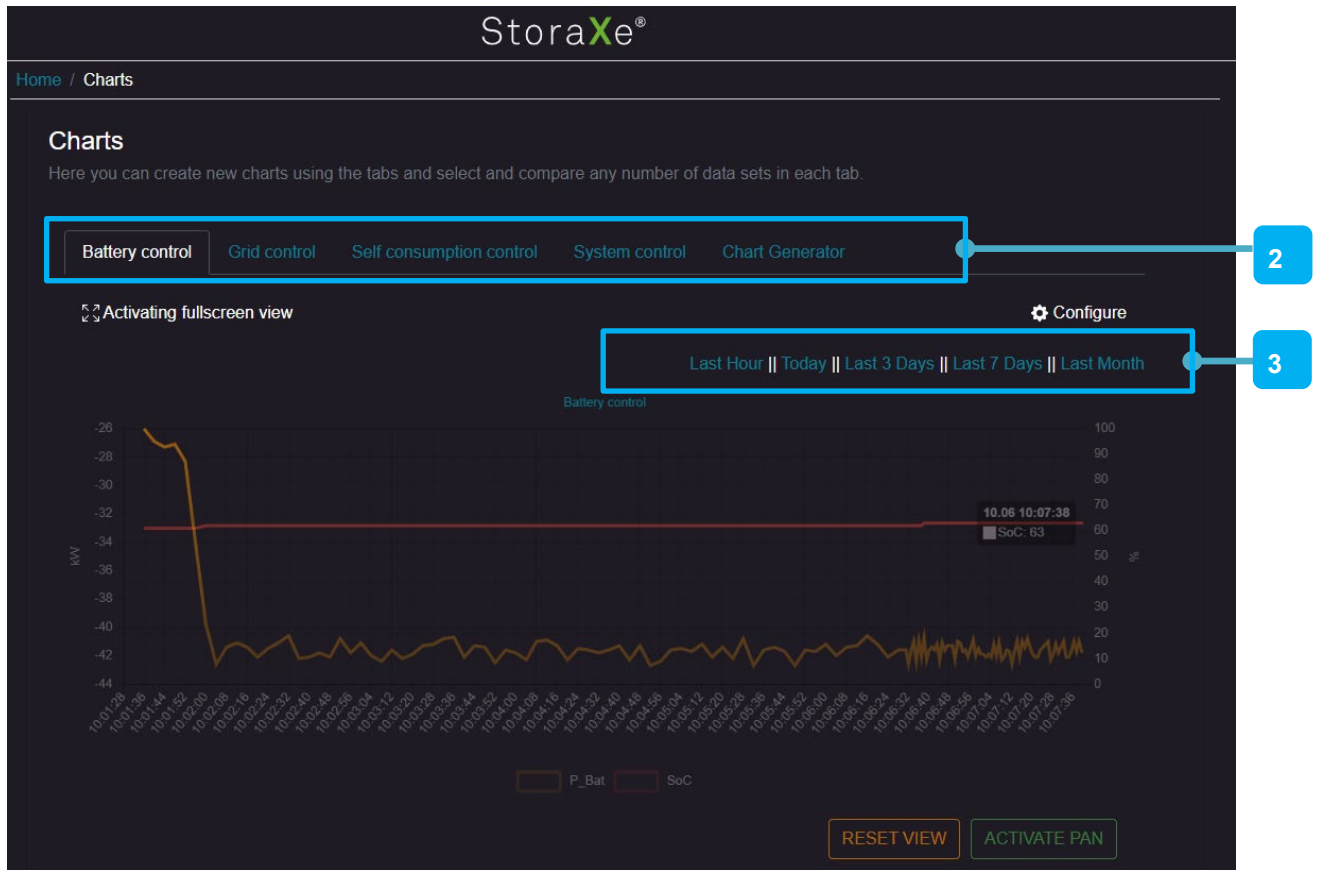 StoraXe®
Home / Charts
Charts
Here you can create new charts using the tabs and select and compare any number of data sets in each tab.
Battery control Grid control Self consumption control System control Chart Generator
2
Activating fullscreen view Configure
Last Hour || Today || Last 3 Days || Last 7 Days || Last Month
3
Battery control
-26 100
-28 90
-30 80
-32 70
10.06 10:07:38
SoC: 63
-34 60
kW -36 50 %
-38 40
30
-40 20
-42 10
-44 0
10:01:28 10:01:36 10:01:44 10:01:52 10:02:00 10:02:08 10:02:16 10:02:24 10:02:32 10:02:40 10:02:48 10:02:56 10:03:04 10:03:12 10:03:20 10:03:28 10:03:36 10:03:44 10:03:52 10:04:00 10:04:08 10:04:16 10:04:24 10:04:32 10:04:40 10:04:48 10:04:56 10:05:04 10:05:12 10:05:20 10:05:28 10:05:36 10:05:44 10:05:52 10:06:00 10:06:08 10:06:16 10:06:24 10:06:32 10:06:40 10:06:48 10:06:56 10:07:04 10:07:12 10:07:20 10:07:28 10:07:36
P_Bat SoC
RESET VIEW ACTIVATE PAN